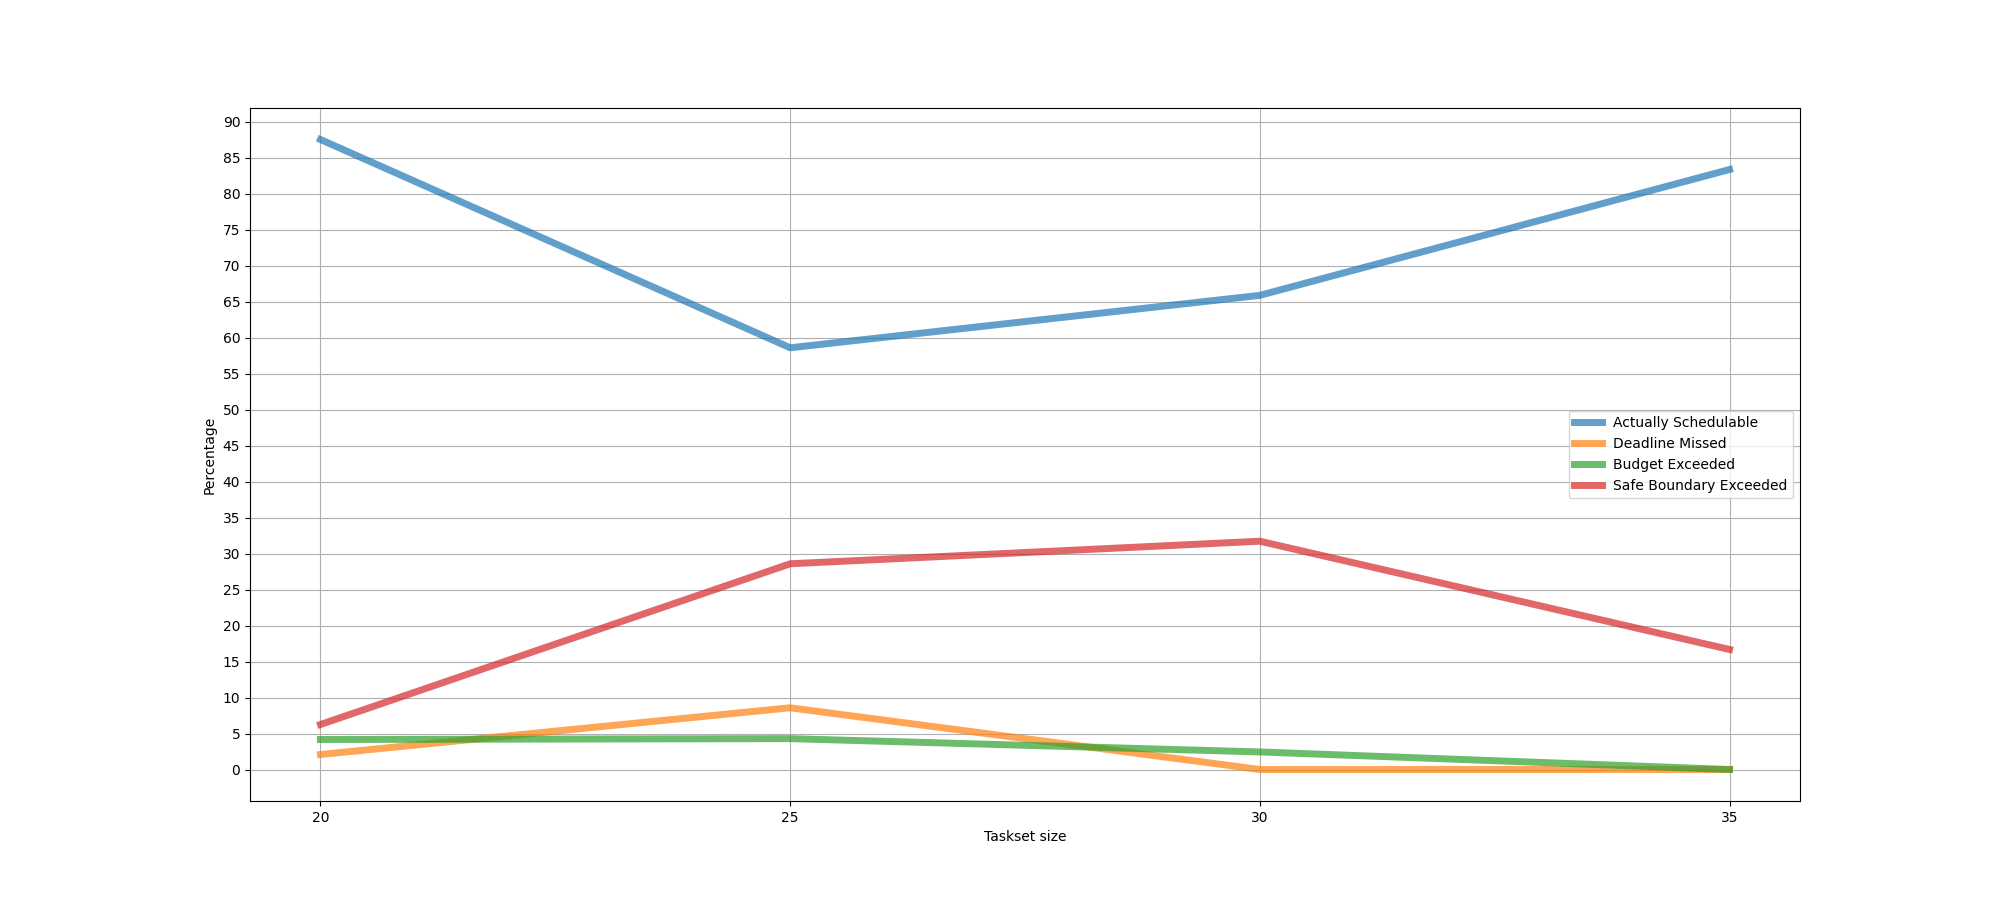 90
85
80
75
70
65
60
55
50
45
40
35
30
25
20
15
10
5
0
Percentage
Actually Schedulable
Deadline Missed
Budget Exceeded
Safe Boundary Exceeded
20 25 30 35
Taskset size